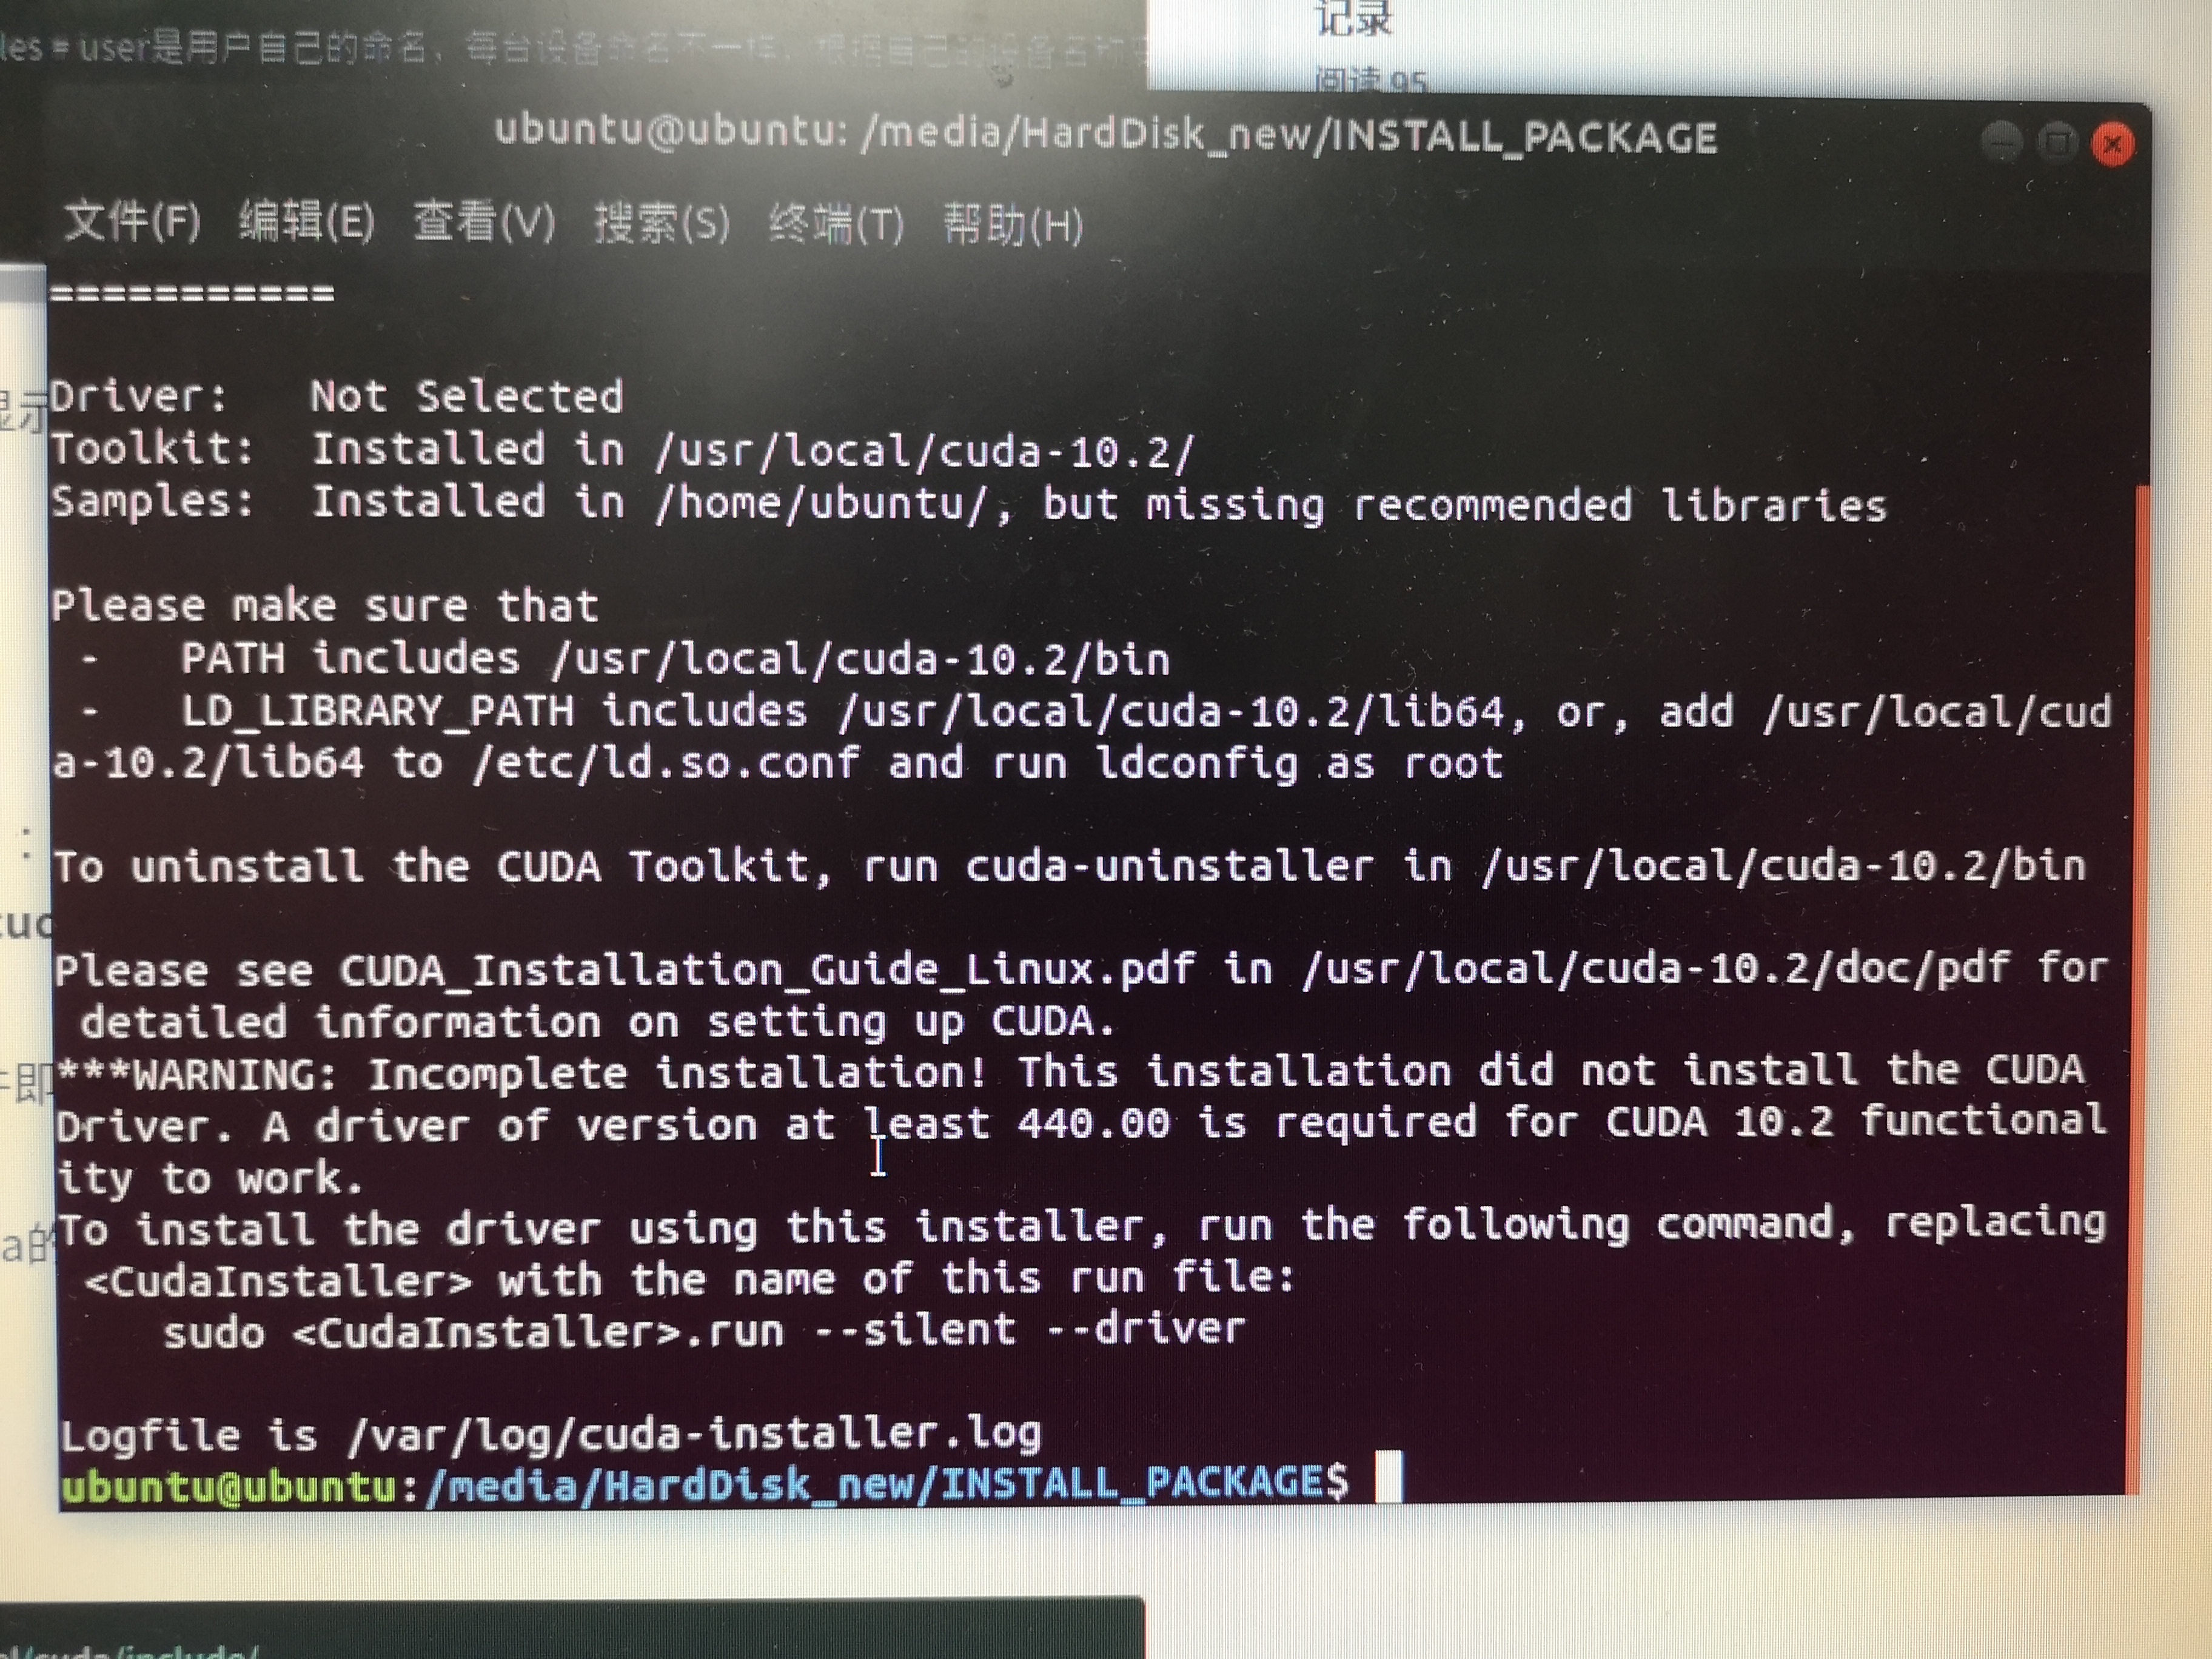 les = user是用户自己的命名，每台设备命名不一样，根据自己的设备名称
记录
阅读 95
ubuntu@ubuntu: /media/HardDisk_new/INSTALL_PACKAGE
文件(F) 编辑(E) 查看(V) 搜索(S) 终端(T) 帮助(H)
===========
显示
Driver:   Not Selected
Toolkit:  Installed in /usr/local/cuda-10.2/
Samples:  Installed in /home/ubuntu/, but missing recommended libraries
Please make sure that
 -   PATH includes /usr/local/cuda-10.2/bin
 -   LD_LIBRARY_PATH includes /usr/local/cuda-10.2/lib64, or, add /usr/local/cud
a-10.2/lib64 to /etc/ld.so.conf and run ldconfig as root
:
To uninstall the CUDA Toolkit, run cuda-uninstaller in /usr/local/cuda-10.2/bin
Please see CUDA_Installation_Guide_Linux.pdf in /usr/local/cuda-10.2/doc/pdf for
 detailed information on setting up CUDA.
即
***WARNING: Incomplete installation! This installation did not install the CUDA
Driver. A driver of version at least 440.00 is required for CUDA 10.2 functional
ity to work.
a的
To install the driver using this installer, run the following command, replacing
 <CudaInstaller> with the name of this run file:
    sudo <CudaInstaller>.run --silent --driver
Logfile is /var/log/cuda-installer.log
ubuntu@ubuntu:/media/HardDisk_new/INSTALL_PACKAGE$
l/cuda/include/